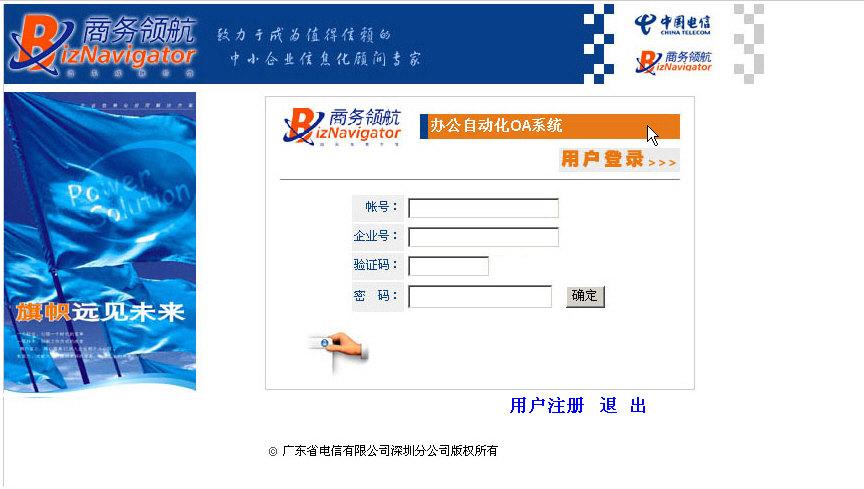 商务领航
BizNavigator
致力于成为值得信赖的
中小企业信息化顾问专家
中国电信
CHINA TELECOM
商务领航
BizNavigator
Power
Solution
旗帜远见未来
商务领航
BizNavigator
办公自动化OA系统
用户登录>>>
帐号：
企业号：
验证码：
密 码：
确定
用户注册 退 出
© 广东省电信有限公司深圳分公司版权所有